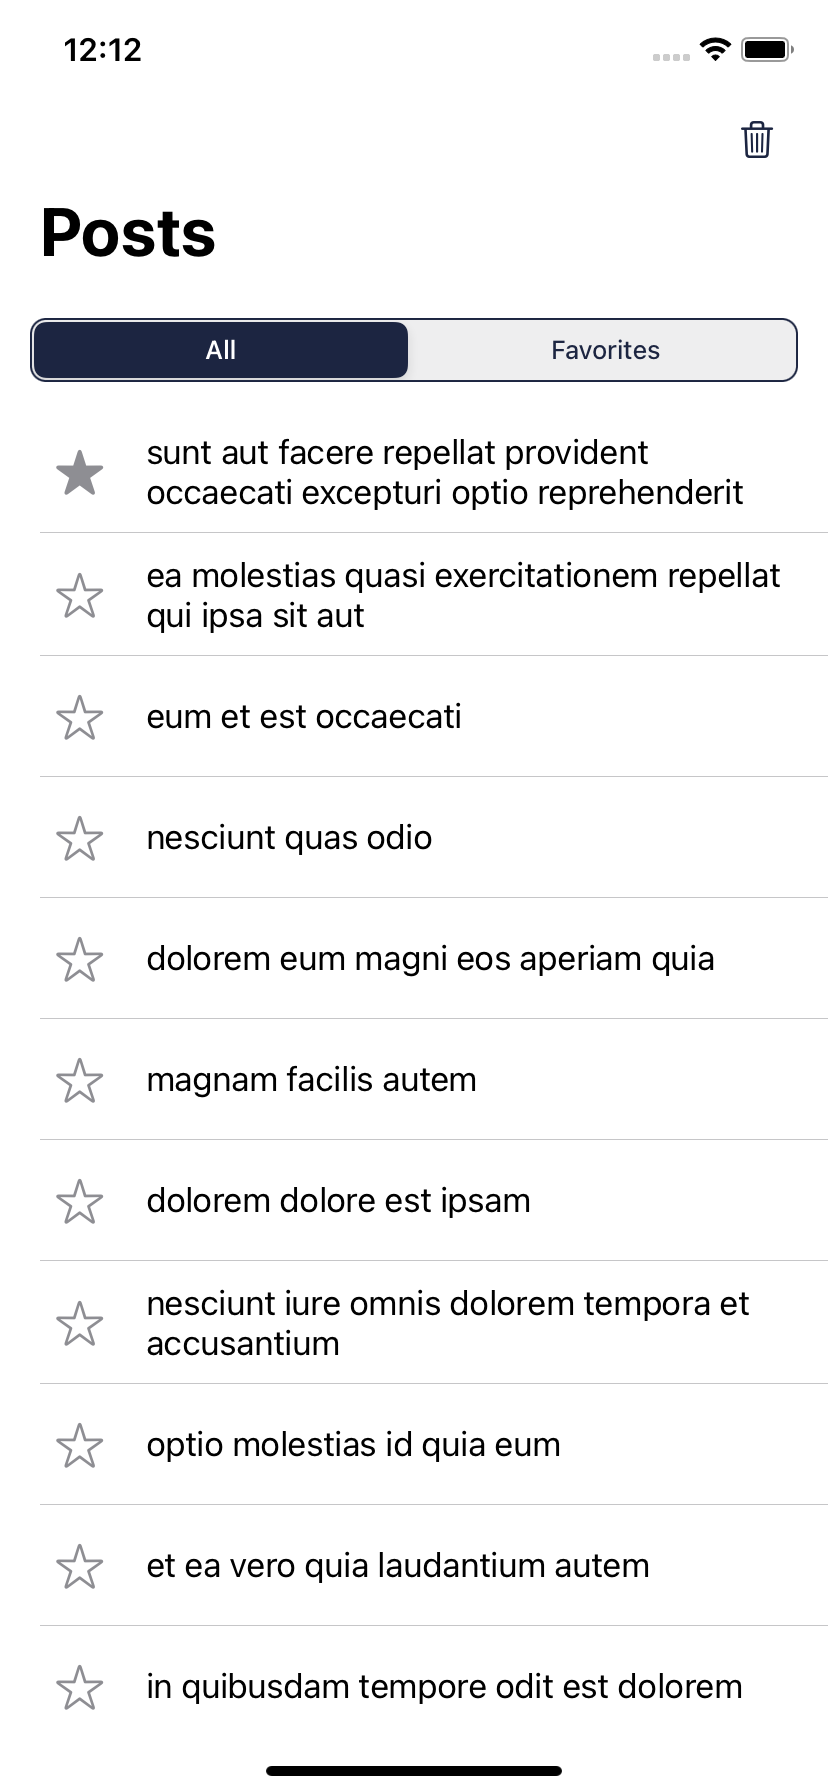 12:12
Posts
All
Favorites
sunt aut facere repellat provident
occaecati excepturi optio reprehenderit
ea molestias quasi exercitationem repellat
qui ipsa sit aut
eum et est occaecati
nesciunt quas odio
dolorem eum magni eos aperiam quia
magnam facilis autem
dolorem dolore est ipsam
nesciunt iure omnis dolorem tempora et
accusantium
optio molestias id quia eum
et ea vero quia laudantium autem
in quibusdam tempore odit est dolorem